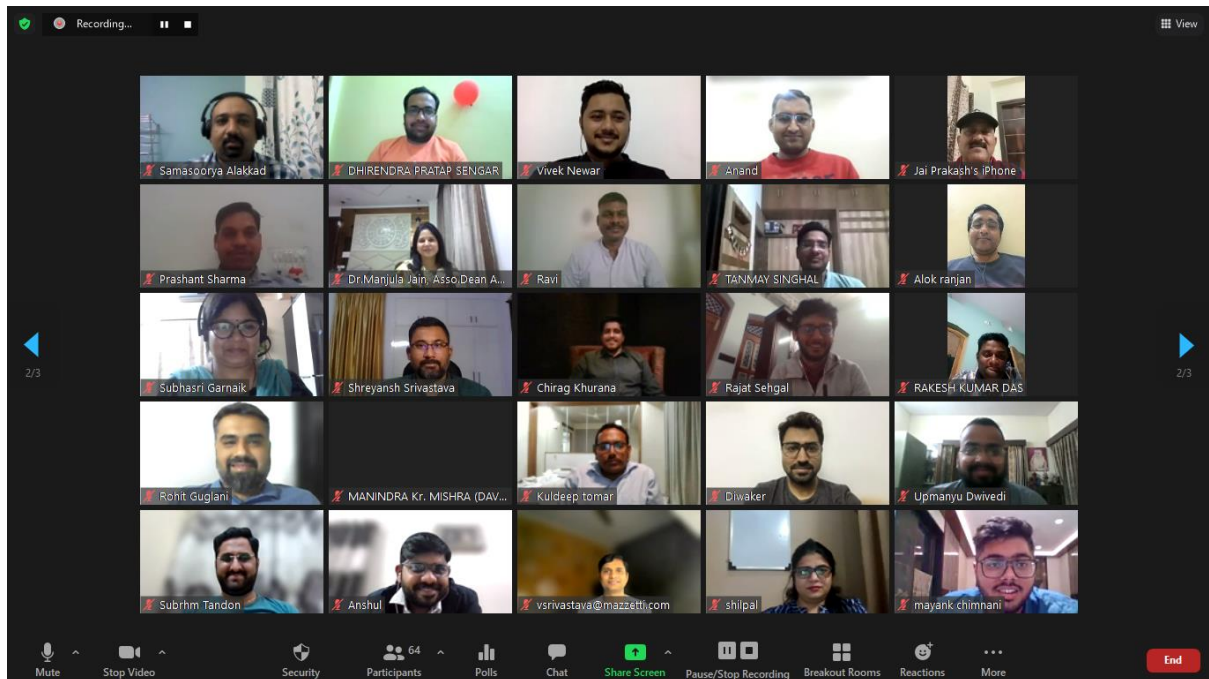 Recording...
View
Samasoorya Alakkad
DHIRENDRA PRATAP SENGAR
Vivek Newar
Anand
Jai Prakash's iPhone
Prashant Sharma
Dr.Manjula Jain, Asso.Dean A...
Ravi
TANMAY SINGHAL
Alok ranjan
Subhasri Garnaik
Shreyansh Srivastava
Chirag Khurana
Rajat Sehgal
RAKESH KUMAR DAS
2/3
2/3
Rohit Guglani
MANINDRA Kr. MISHRA (DAV...
Kuldeep tomar
Diwaker
Upmanyu Dwivedi
Subrhm Tandon
Anshul
vsrivastava@mazzetti.com
shilpal
mayank chimnani
64
Mute
Stop Video
Security
Participants
Polls
Chat
Share Screen
Pause/Stop Recording
Breakout Rooms
Reactions
More
End